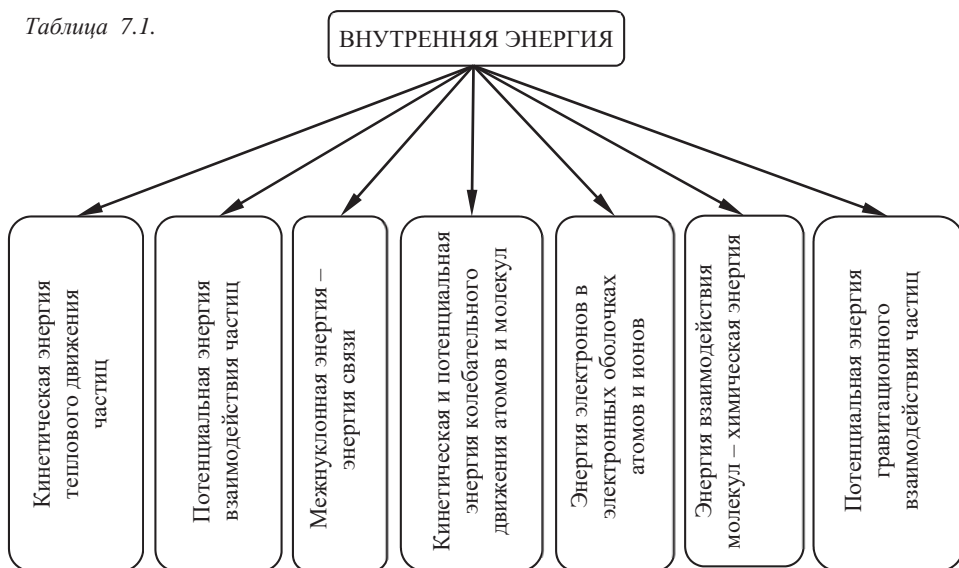 Таблица 7.1.
ВНУТРЕННЯЯ ЭНЕРГИЯ
Кинетическая энергия
теплового движения
частиц
Потенциальная энергия
взаимодействия частиц
Межнуклонная энергия –
энергия связи
Кинетическая и потенциальная
энергия колебательного
движения атомов и молекул
Энергия электронов в
электронных оболочках
атомов и ионов
Энергия взаимодействия
молекул – химическая энергия
Потенциальная энергия
гравитационного
взаимодействия частиц